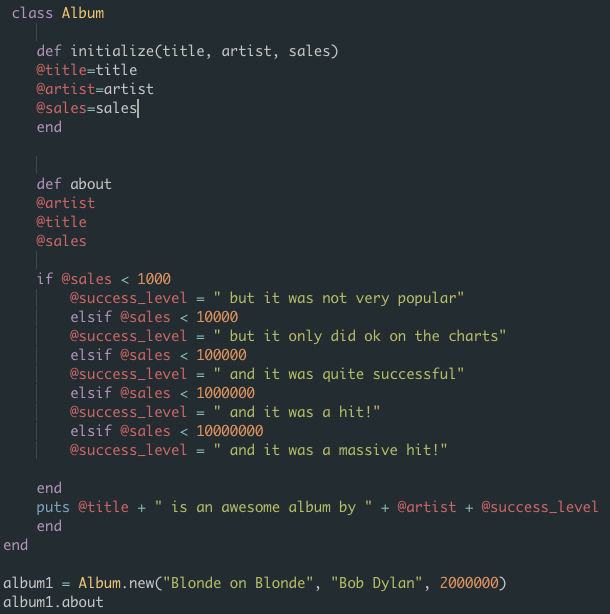 class Album
def initialize(title, artist, sales)
@title=title
@artist=artist
@sales=sales
end
def about
@artist
@title
@sales
if @sales < 1000
@success_level = " but it was not very popular"
elsif @sales < 10000
@success_level = " but it only did ok on the charts"
elsif @sales < 100000
@success_level = " and it was quite successful"
elsif @sales < 1000000
@success_level = " and it was a hit!"
elsif @sales < 10000000
@success_level = " and it was a massive hit!"
end
puts @title + " is an awesome album by " + @artist + @success_level
end
end
album1 = Album.new("Blonde on Blonde", "Bob Dylan", 2000000)
album1.about